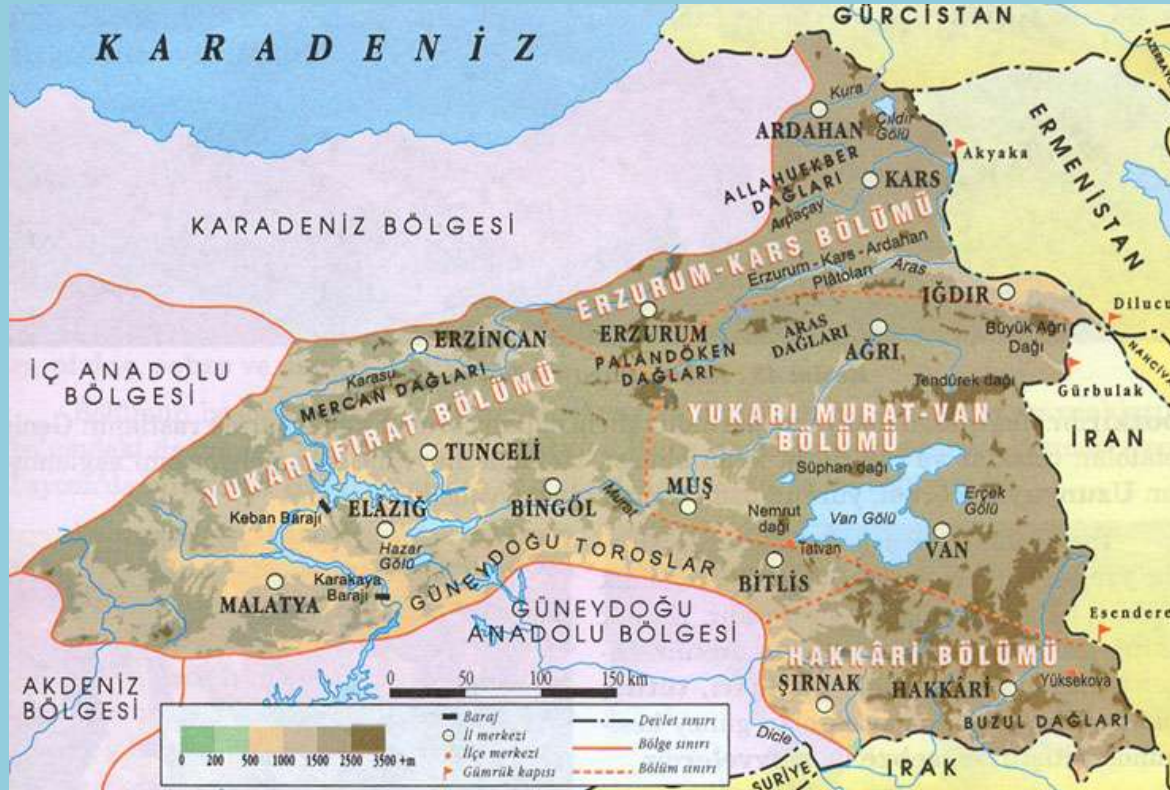 KARADENİZ
GÜRCİSTAN
ERMENİSTAN
Kura
ARDAHAN
Çıldır
Gölü
Akyaka
ALLAHUEKBER
DAĞLARI
KARS
Arpaçay
KARADENİZ BÖLGESİ
ERZURUM-KARS BÖLÜMÜ
Erzurum - Kars - Ardahan
Plâtoları
Aras
IĞDIR
Dilucu
ERZİNCAN
ERZURUM
ARAS
DAĞLARI
AĞRI
Büyük Ağrı
Dağı
İÇ ANADOLU
BÖLGESİ
Karasu
MERCAN DAĞLARI
PALANDÖKEN
DAĞLARI
Tendürek dağı
Gürbulak
YUKARI FIRAT BÖLÜMÜ
YUKARI MURAT-VAN
BÖLÜMÜ
İRAN
TUNCELİ
Süphan dağı
Keban Barajı
ELAZIĞ
BİNGÖL
Murat
MUŞ
Nemrut
dağı
Van Gölü
Erçek
Gölü
Hazar
Gölü
Tatvan
VAN
MALATYA
Karakaya
Barajı
GÜNEYDOĞU TOROSLAR
BİTLİS
GÜNEYDOĞU
ANADOLU BÖLGESİ
Esendere
HAKKÂRİ BÖLÜMÜ
AKDENİZ
BÖLGESİ
ŞIRNAK
HAKKÂRİ
Yüksekova
BUZUL DAĞLARI
0 50 100 150 km
Baraj
İl merkezi
İlçe merkezi
Gümrük kapısı
Devlet sınırı
Bölge sınırı
Bölüm sınırı
0 200 500 1000 1500 2500 3500 +m
Dicle
SURİYE
IRAK